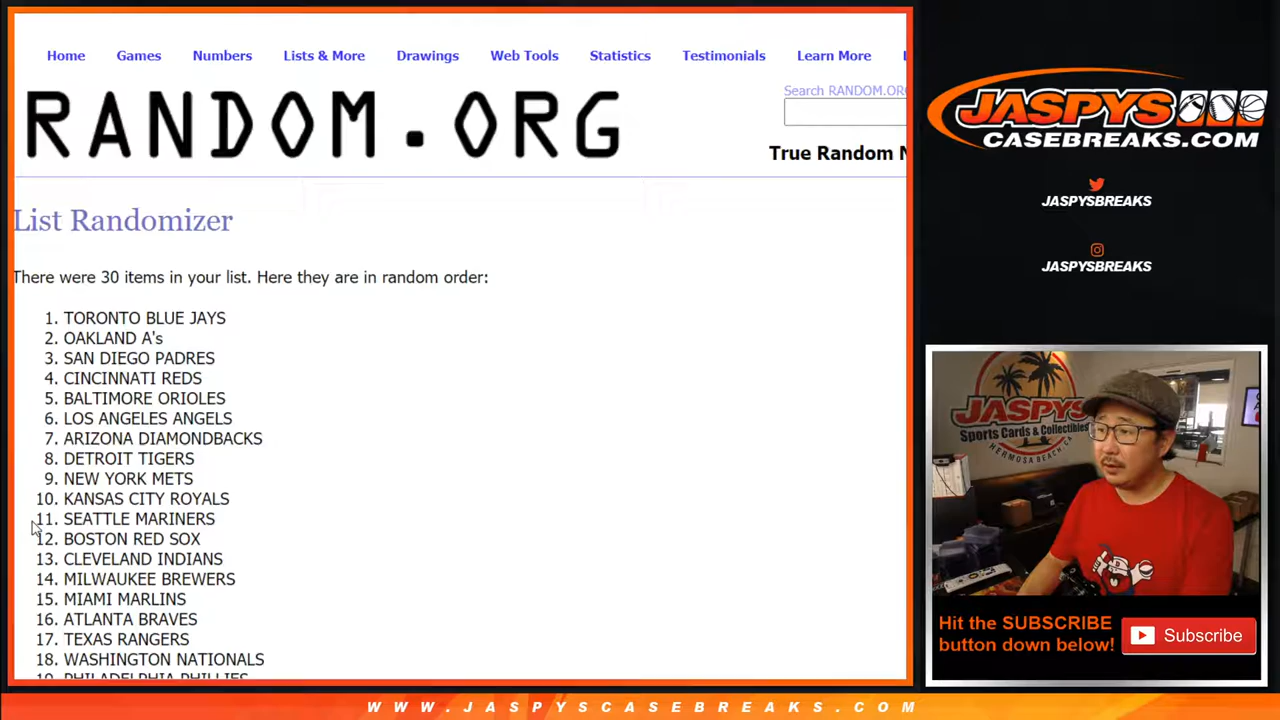 Home Games Numbers Lists & More Drawings Web Tools Statistics Testimonials Learn More
Search RANDOM.ORG
RANDOM.ORG
True Random N
List Randomizer
There were 30 items in your list. Here they are in random order:
1. TORONTO BLUE JAYS
2. OAKLAND A's
3. SAN DIEGO PADRES
4. CINCINNATI REDS
5. BALTIMORE ORIOLES
6. LOS ANGELES ANGELS
7. ARIZONA DIAMONDBACKS
8. DETROIT TIGERS
9. NEW YORK METS
10. KANSAS CITY ROYALS
11. SEATTLE MARINERS
12. BOSTON RED SOX
13. CLEVELAND INDIANS
14. MILWAUKEE BREWERS
15. MIAMI MARLINS
16. ATLANTA BRAVES
17. TEXAS RANGERS
18. WASHINGTON NATIONALS
19. PHILADELPHIA PHILLIES
JASPYS
CASEBREAKS.COM
JASPYSBREAKS
JASPYSBREAKS
JASPYS
Sports Cards & Collectibles
HERMOSA BEACH, CA
Hit the SUBSCRIBE
button down below!
Subscribe
WWW.JASPYSCASEBREAKS.COM